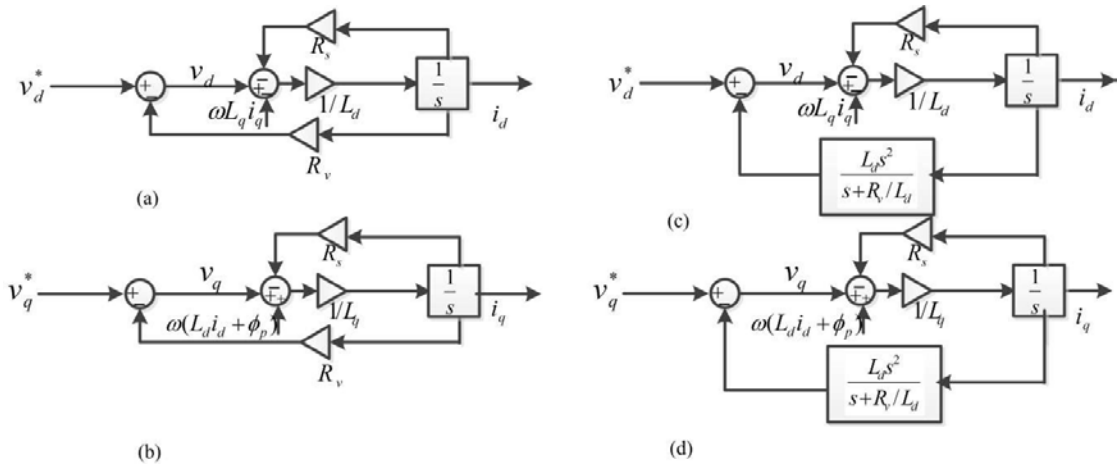 R_s
v_d^* + − v_d − + − 1/L_d 1/s i_d
ωL_q i_q
R_v
(a)
R_s
v_q^* + − v_q − + + 1/L_q 1/s i_q
ω(L_d i_d + ϕ_p)
R_v
(b)
R_s
v_d^* + − v_d − + − 1/L_d 1/s i_d
ωL_q i_q
L_d s^2
s+R_v/L_d
(c)
R_s
v_q^* + − v_q − + + 1/L_q 1/s i_q
ω(L_d i_d + ϕ_p)
L_d s^2
s+R_v/L_d
(d)